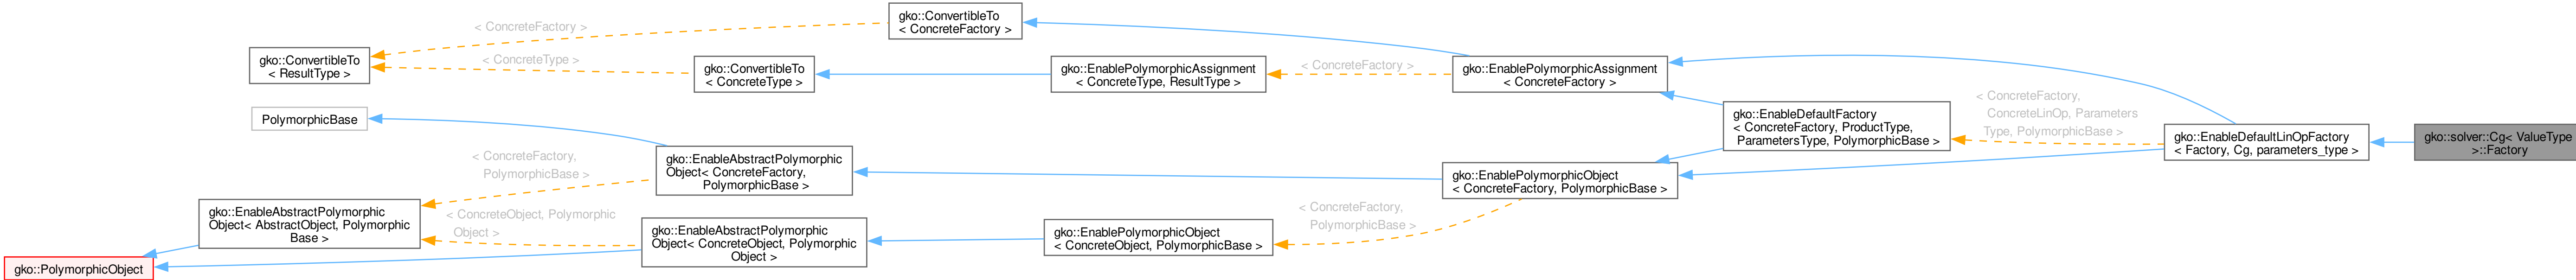 gko::ConvertibleTo
< ConcreteFactory >
< ConcreteFactory >
gko::ConvertibleTo
< ResultType >
< ConcreteType >
gko::ConvertibleTo
< ConcreteType >
gko::EnablePolymorphicAssignment
< ConcreteType, ResultType >
< ConcreteFactory >
gko::EnablePolymorphicAssignment
< ConcreteFactory >
PolymorphicBase
gko::EnableDefaultFactory
< ConcreteFactory, ProductType,
ParametersType, PolymorphicBase >
< ConcreteFactory,
ConcreteLinOp, Parameters
Type, PolymorphicBase >
gko::EnableDefaultLinOpFactory
< Factory, Cg, parameters_type >
gko::solver::Cg< ValueType
>::Factory
< ConcreteFactory,
PolymorphicBase >
gko::EnableAbstractPolymorphic
Object< ConcreteFactory,
PolymorphicBase >
gko::EnablePolymorphicObject
< ConcreteFactory, PolymorphicBase >
gko::EnableAbstractPolymorphic
Object< AbstractObject, Polymorphic
Base >
< ConcreteObject, Polymorphic
Object >
gko::EnableAbstractPolymorphic
Object< ConcreteObject, Polymorphic
Object >
gko::EnablePolymorphicObject
< ConcreteObject, PolymorphicBase >
< ConcreteFactory,
PolymorphicBase >
gko::PolymorphicObject